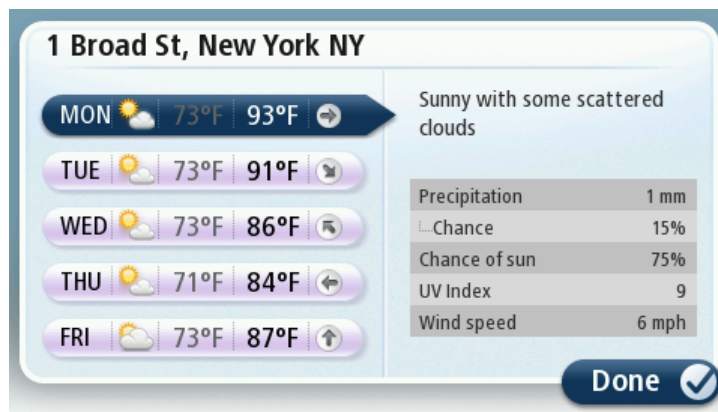 1 Broad St, New York NY
MON 73°F 93°F
TUE 73°F 91°F
WED 73°F 86°F
THU 71°F 84°F
FRI 73°F 87°F
Sunny with some scattered
clouds
Precipitation 1 mm
Chance 15%
Chance of sun 75%
UV Index 9
Wind speed 6 mph
Done